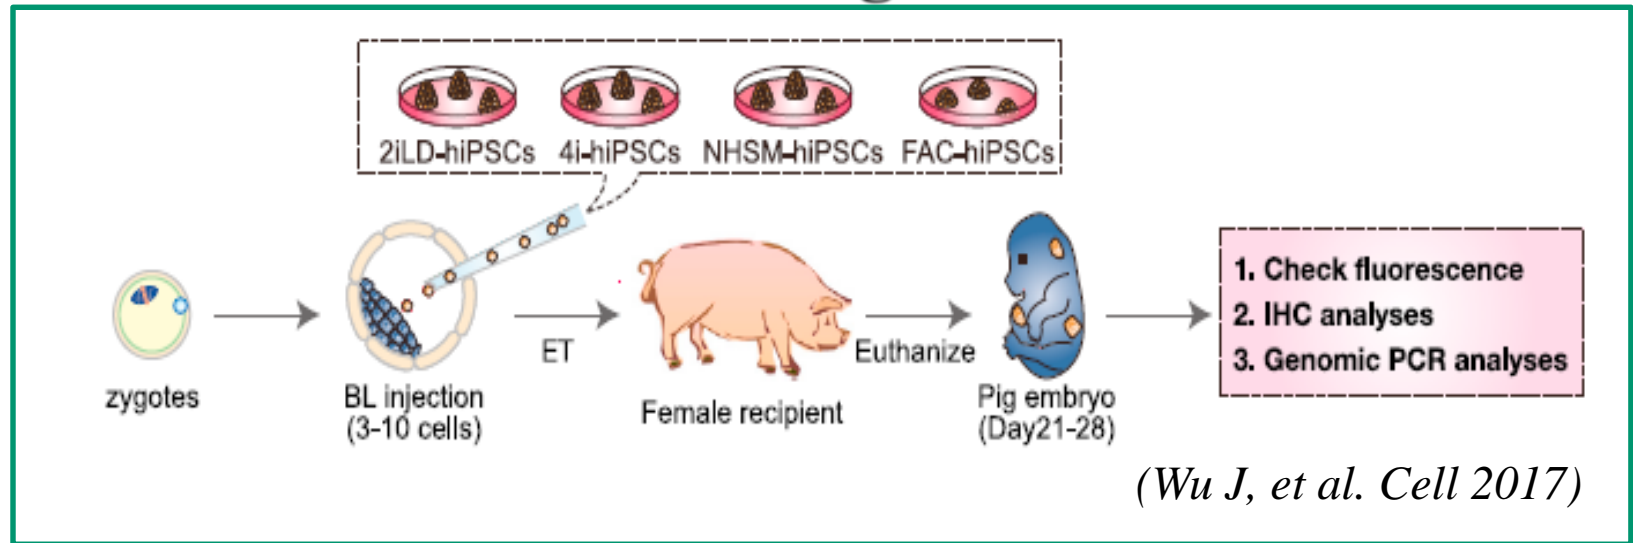 2iLD-hiPSCs 4i-hiPSCs NHSM-hiPSCs FAC-hiPSCs
zygotes
BL injection
(3-10 cells)
ET
Female recipient
Euthanize
Pig embryo
(Day21-28)
1. Check fluorescence
2. IHC analyses
3. Genomic PCR analyses
(Wu J, et al. Cell 2017)